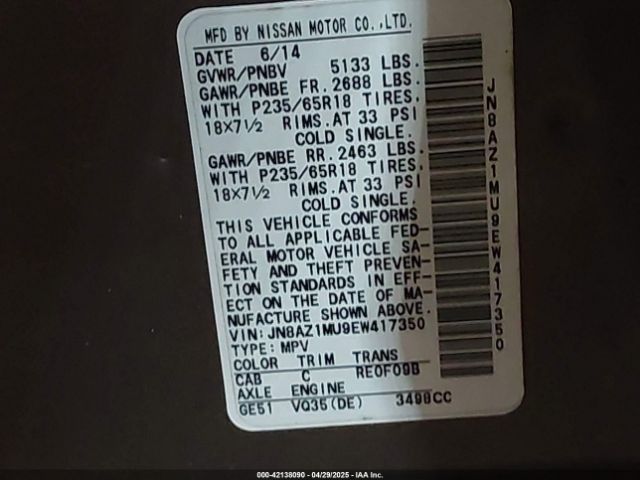 MFD BY NISSAN MOTOR CO.,LTD.
DATE 6/14
GVWR/PNBV 5133 LBS.
GAWR/PNBE FR. 2688 LBS.
WITH P235/65R18 TIRES.
18X7½ RIMS.AT 33 PSI
COLD SINGLE.
GAWR/PNBE RR. 2463 LBS.
WITH P235/65R18 TIRES.
18X7½ RIMS.AT 33 PSI
COLD SINGLE.
THIS VEHICLE CONFORMS
TO ALL APPLICABLE FED-
ERAL MOTOR VEHICLE SA-
FETY AND THEFT PREVEN-
TION STANDARDS IN EFF-
ECT ON THE DATE OF MA-
NUFACTURE SHOWN ABOVE.
VIN:JN8AZ1MU9EW417350
TYPE:MPV
COLOR TRIM TRANS
CAB C RE0F09B
AXLE ENGINE
GE51 VQ35(DE) 3498CC
JN8AZ1MU9EW417350
000-42138090 - 04/29/2025 - IAA Inc.